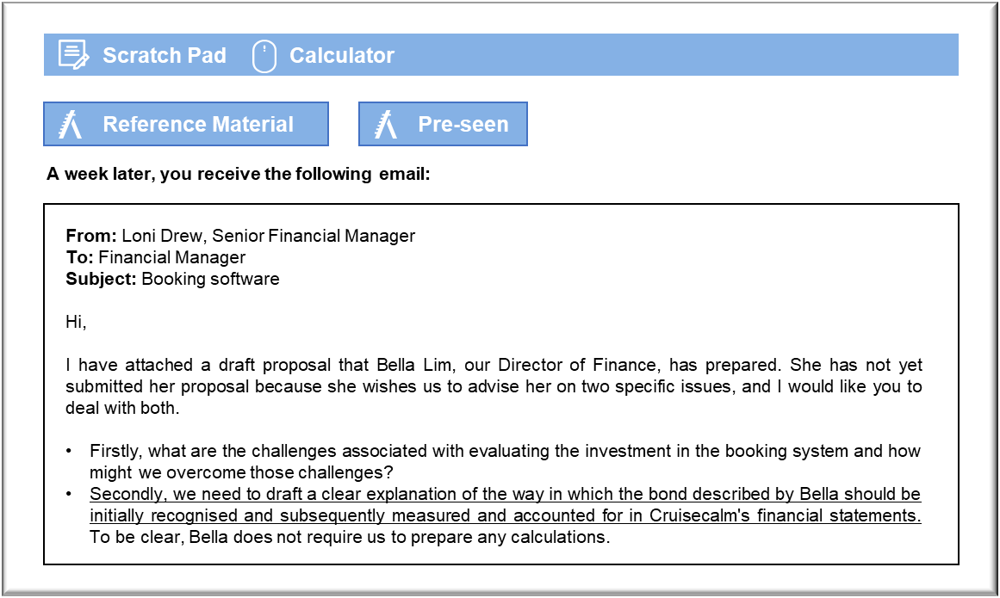 Scratch Pad Calculator
Reference Material Pre-seen
A week later, you receive the following email:
From: Loni Drew, Senior Financial Manager
To: Financial Manager
Subject: Booking software
Hi,
I have attached a draft proposal that Bella Lim, our Director of Finance, has prepared. She has not yet
submitted her proposal because she wishes us to advise her on two specific issues, and I would like you to
deal with both.
• Firstly, what are the challenges associated with evaluating the investment in the booking system and how
might we overcome those challenges?
• Secondly, we need to draft a clear explanation of the way in which the bond described by Bella should be
initially recognised and subsequently measured and accounted for in Cruisecalm's financial statements.
To be clear, Bella does not require us to prepare any calculations.